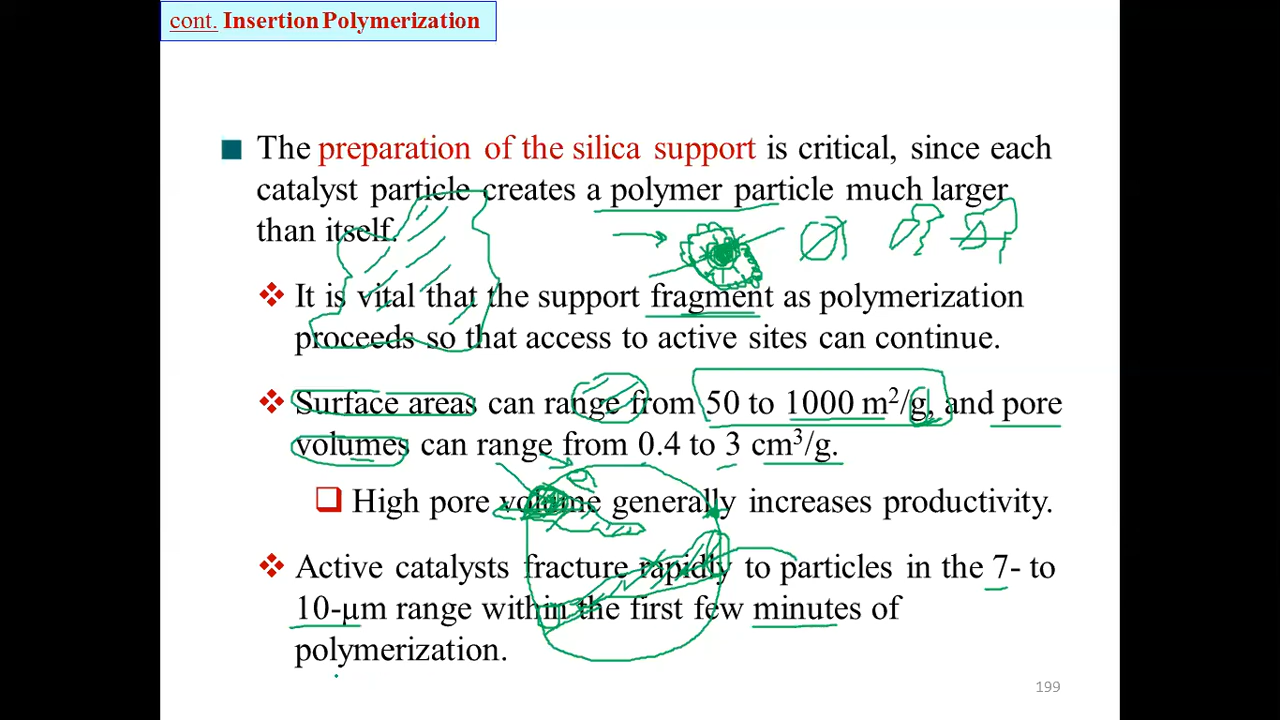 cont. Insertion Polymerization
The preparation of the silica support is critical, since each
catalyst particle creates a polymer particle much larger
than itself.
It is vital that the support fragment as polymerization
proceeds so that access to active sites can continue.
Surface areas can range from 50 to 1000 m²/g, and pore
volumes can range from 0.4 to 3 cm³/g.
High pore volume generally increases productivity.
Active catalysts fracture rapidly to particles in the 7- to
10-μm range within the first few minutes of
polymerization.
199